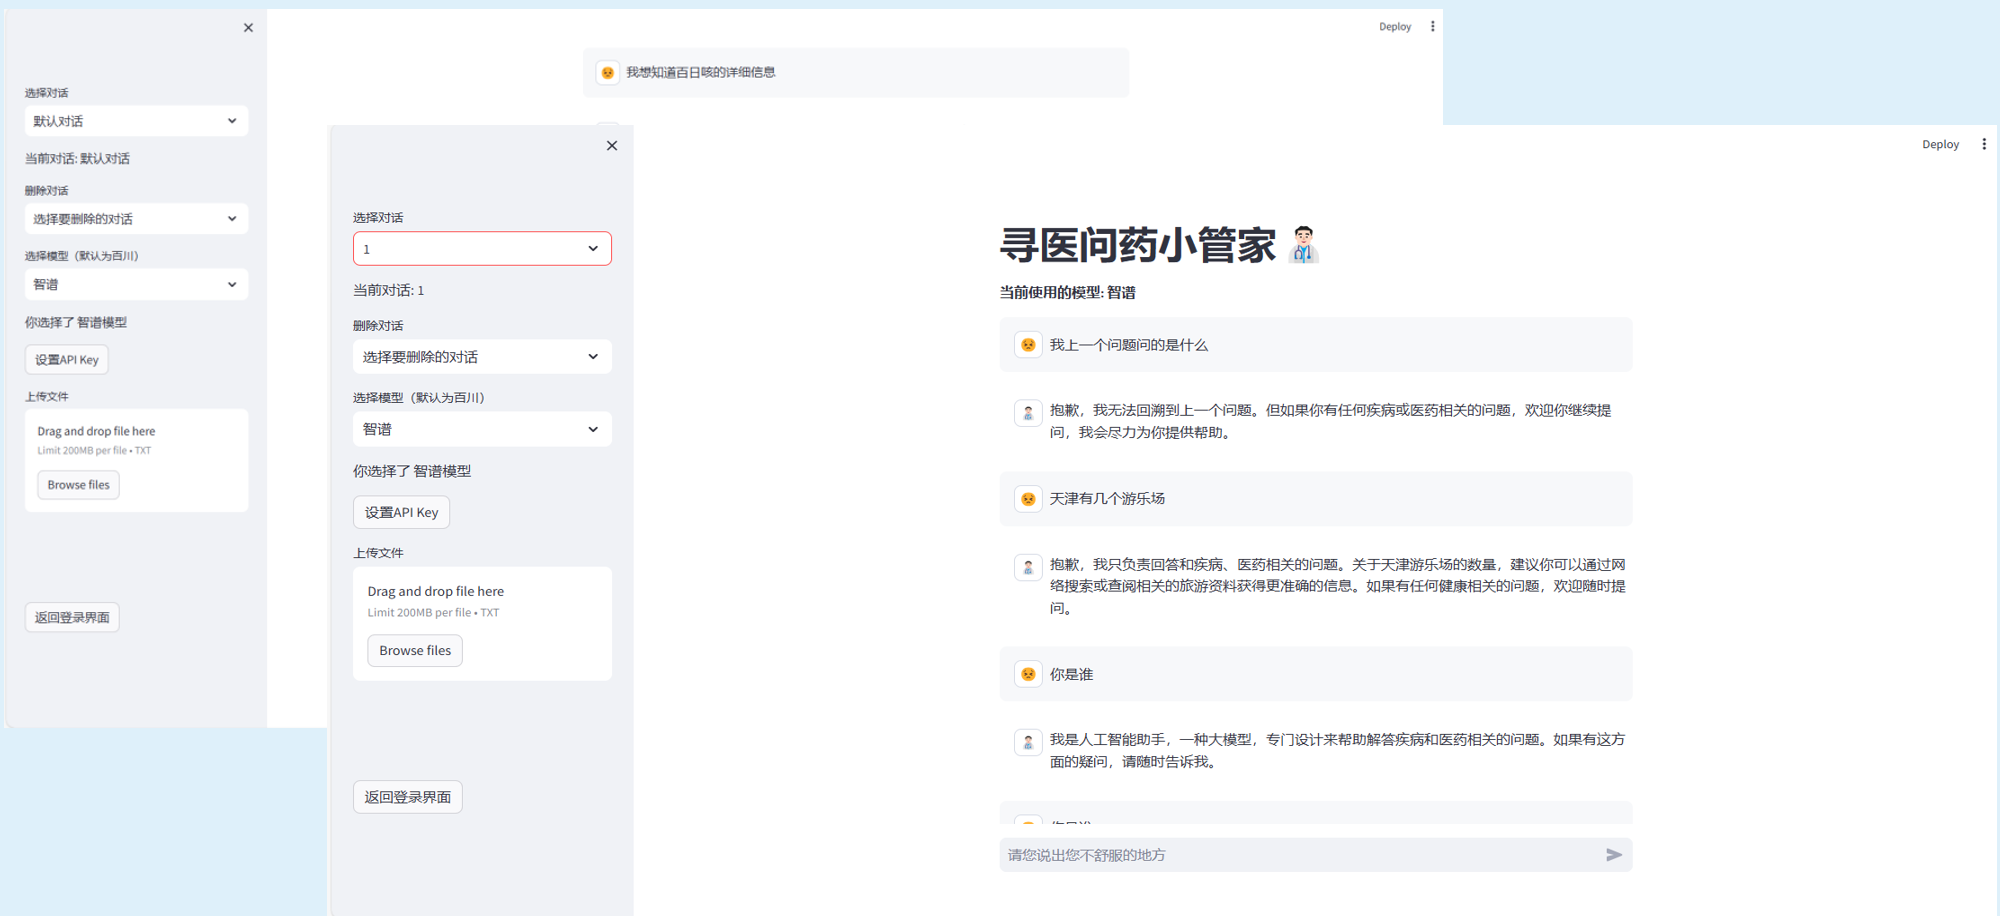 选择对话
默认对话
当前对话: 默认对话
删除对话
选择要删除的对话
选择模型（默认为百川）
智谱
你选择了 智谱模型
设置API Key
上传文件
Drag and drop file here
Limit 200MB per file • TXT
Browse files
返回登录界面
Deploy
我想知道百日咳的详细信息
选择对话
1
当前对话: 1
删除对话
选择要删除的对话
选择模型（默认为百川）
智谱
你选择了 智谱模型
设置API Key
上传文件
Drag and drop file here
Limit 200MB per file • TXT
Browse files
返回登录界面
Deploy
寻医问药小管家
当前使用的模型: 智谱
我上一个问题问的是什么
抱歉，我无法回溯到上一个问题。但如果你有任何疾病或医药相关的问题，欢迎你继续提
问，我会尽力为你提供帮助。
天津有几个游乐场
抱歉，我只负责回答和疾病、医药相关的问题。关于天津游乐场的数量，建议你可以通过网
络搜索或查阅相关的旅游资料获得更准确的信息。如果有任何健康相关的问题，欢迎随时提
问。
你是谁
我是人工智能助手，一种大模型，专门设计来帮助解答疾病和医药相关的问题。如果有这方
面的疑问，请随时告诉我。
请您说出您不舒服的地方